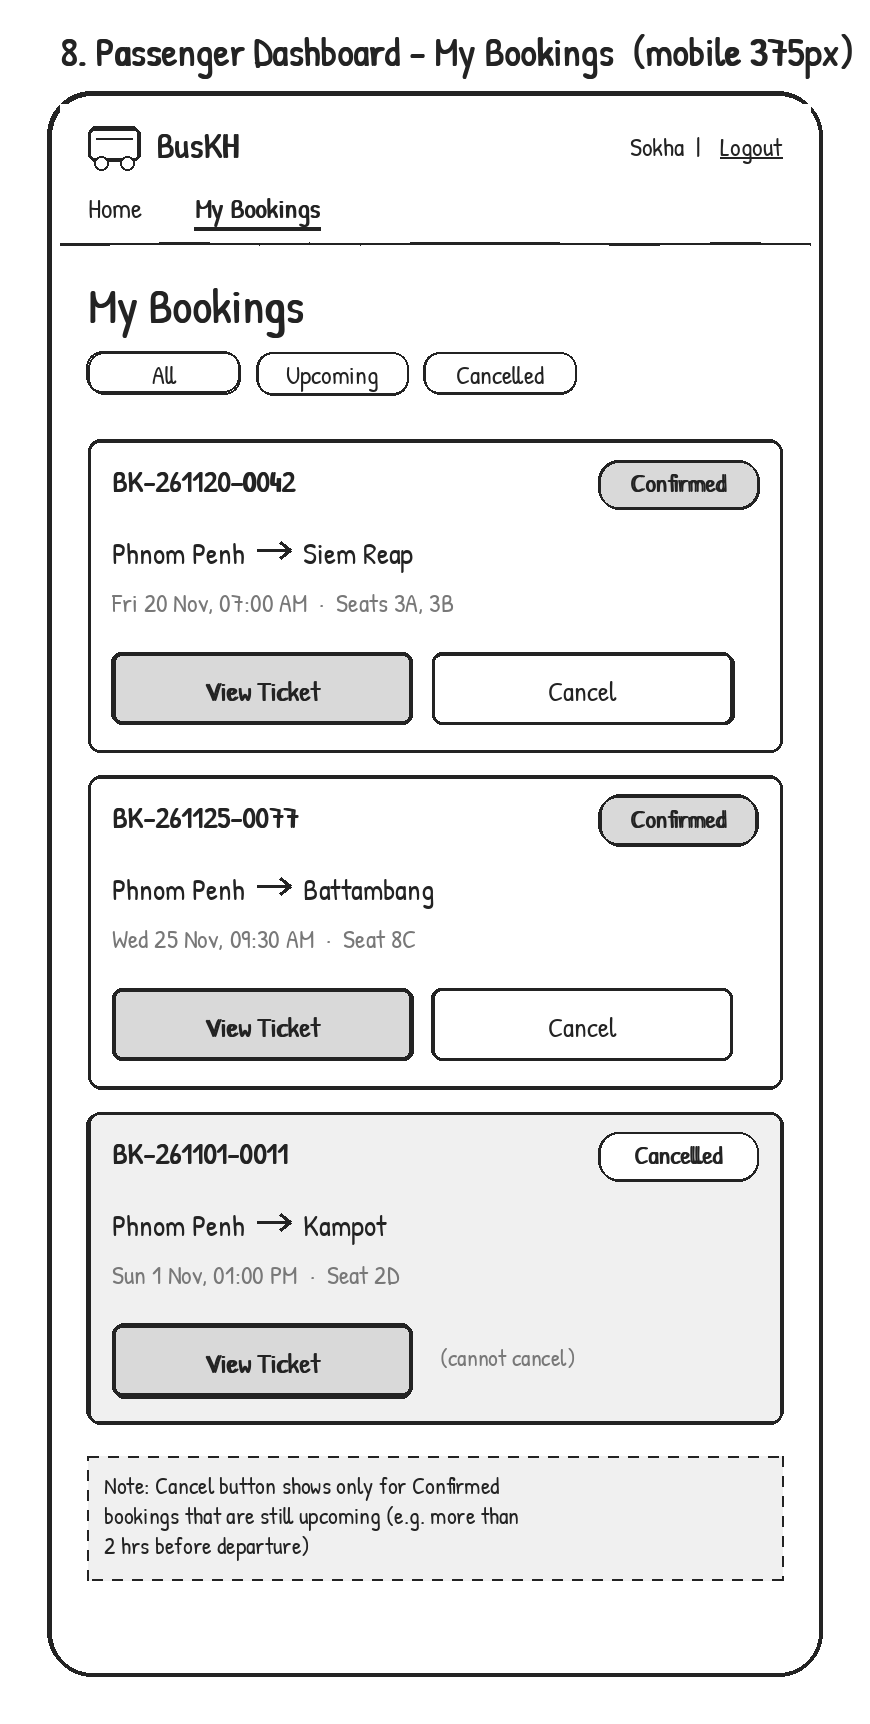 8. Passenger Dashboard – My Bookings (mobile 375px)
BusKH
Sokha | Logout
Home My Bookings
My Bookings
All Upcoming Cancelled
BK-261120-0042 Confirmed
Phnom Penh → Siem Reap
Fri 20 Nov, 07:00 AM · Seats 3A, 3B
View Ticket Cancel
BK-261125-0077 Confirmed
Phnom Penh → Battambang
Wed 25 Nov, 09:30 AM · Seat 8C
View Ticket Cancel
BK-261101-0011 Cancelled
Phnom Penh → Kampot
Sun 1 Nov, 01:00 PM · Seat 2D
View Ticket (cannot cancel)
Note: Cancel button shows only for Confirmed
bookings that are still upcoming (e.g. more than
2 hrs before departure)